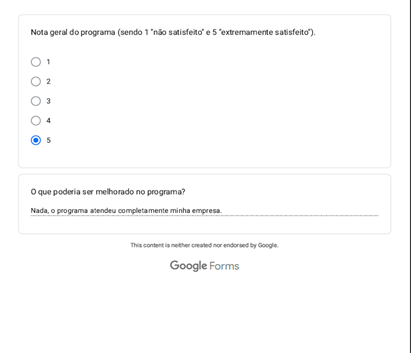 Nota geral do programa (sendo 1 "não satisfeito" e 5 "extremamente satisfeito").
1
2
3
4
5
O que poderia ser melhorado no programa?
Nada, o programa atendeu completamente minha empresa.
This content is neither created nor endorsed by Google.
Google Forms